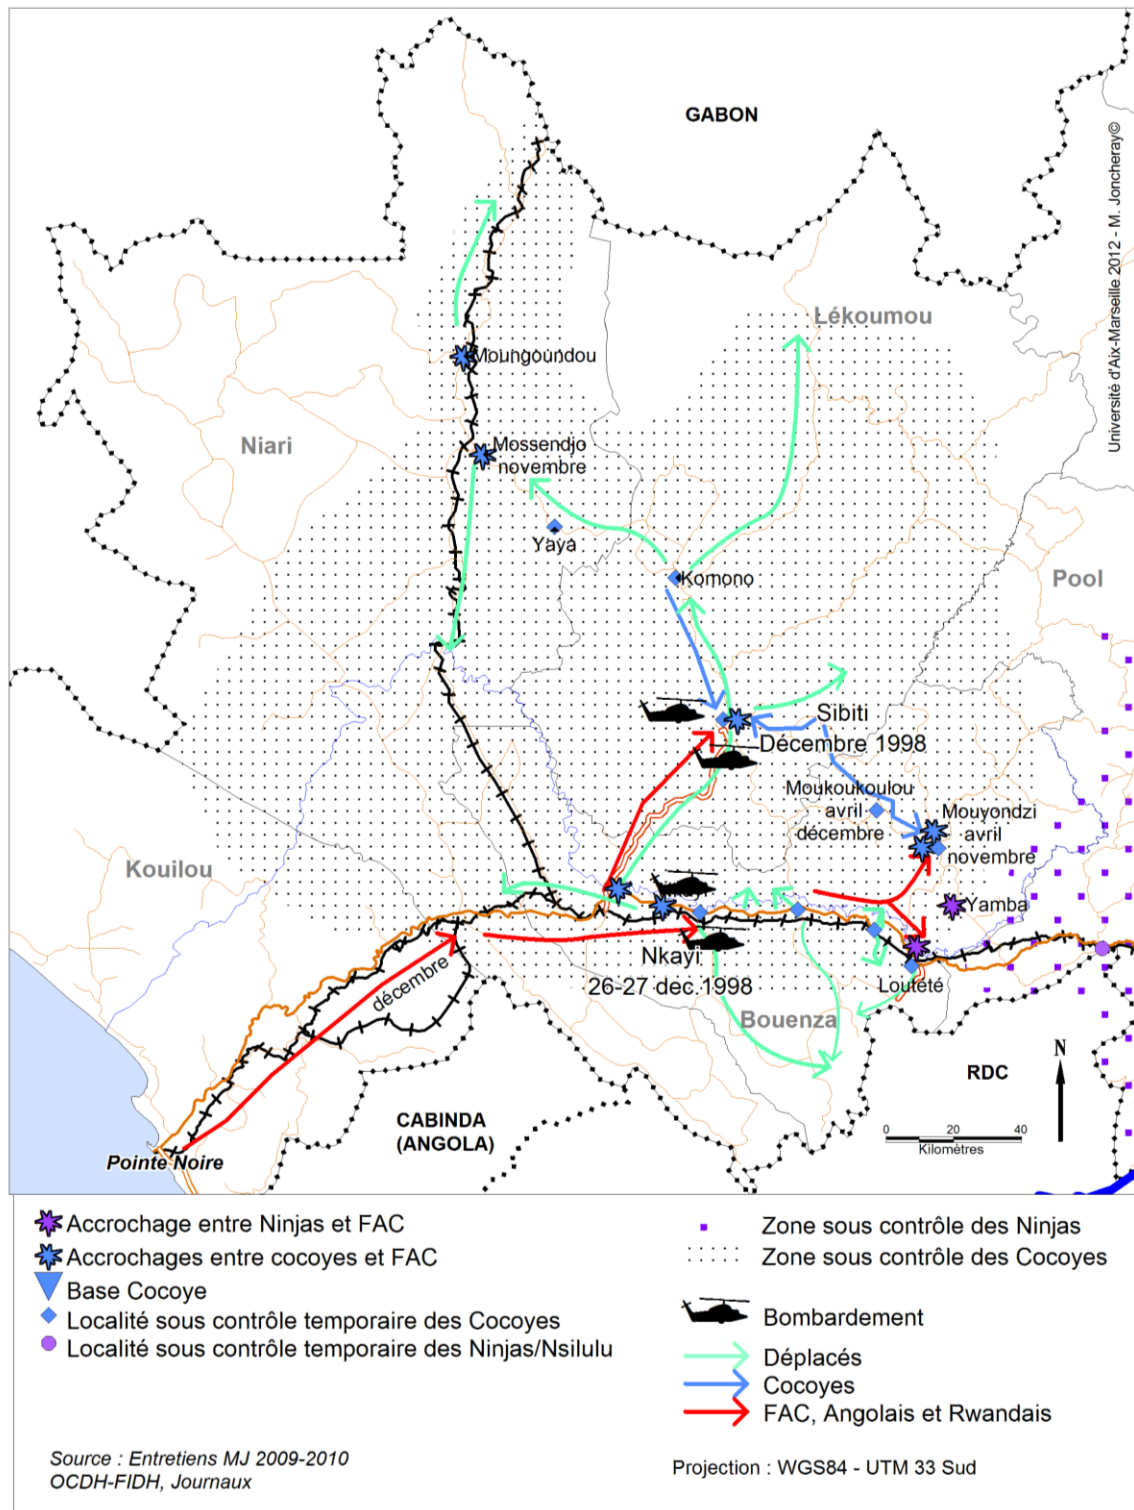 GABON
Université d'Aix-Marseille 2012 - M. Joncheray©
Lékoumou
Moungoundou
Niari
Mossendjo
novembre
Yaya
Komono
Pool
Sibiti
Décembre 1998
Moukoukoulou
avril
décembre
Mouyondzi
avril
novembre
Kouilou
Yamba
Nkayi
26-27 dec.1998
décembre
Loutété
Bouenza
N
RDC
CABINDA
(ANGOLA)
0 20 40
Kilomètres
Pointe Noire
Accrochage entre Ninjas et FAC
Accrochages entre cocoyes et FAC
Base Cocoye
Localité sous contrôle temporaire des Cocoyes
Localité sous contrôle temporaire des Ninjas/Nsilulu
Zone sous contrôle des Ninjas
Zone sous contrôle des Cocoyes
Bombardement
Déplacés
Cocoyes
FAC, Angolais et Rwandais
Source : Entretiens MJ 2009-2010
OCDH-FIDH, Journaux
Projection : WGS84 - UTM 33 Sud